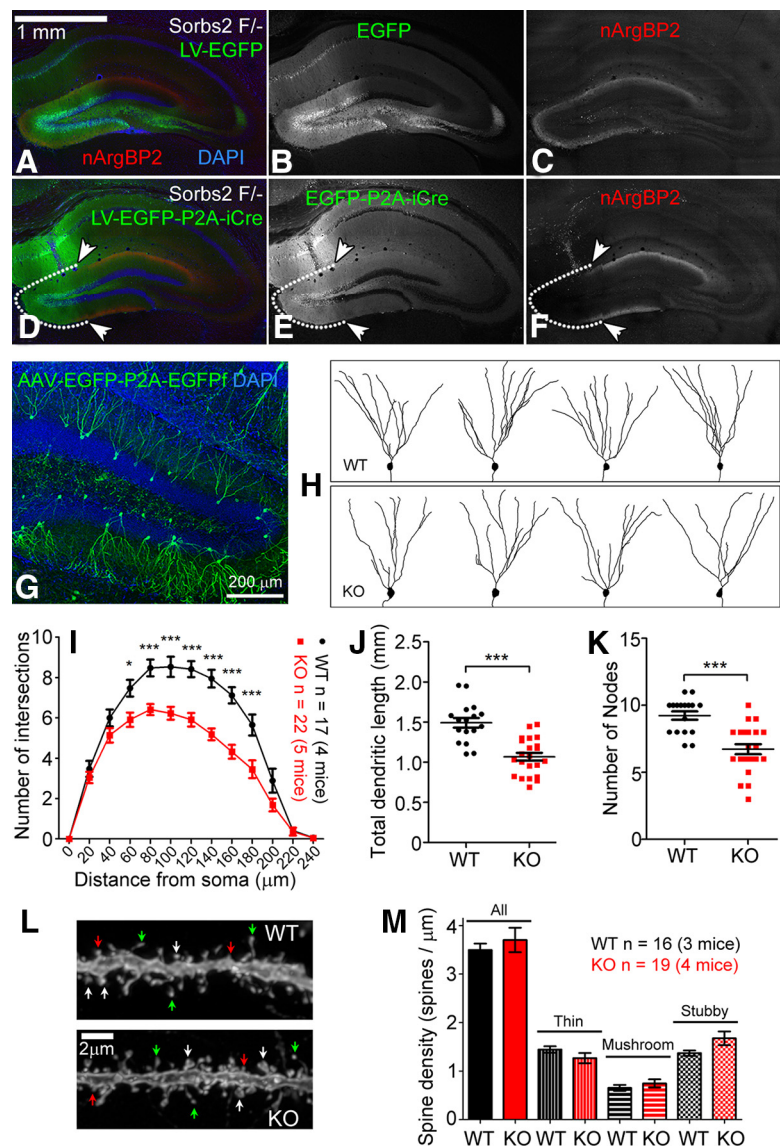 1 mm
Sorbs2 F/-
LV-EGFP
A
nArgBP2
DAPI
EGFP
B
nArgBP2
C
Sorbs2 F/-
LV-EGFP-P2A-iCre
D
EGFP-P2A-iCre
E
nArgBP2
F
AAV-EGFP-P2A-EGFPf DAPI
G
200 µm
H
WT
KO
I
Number of intersections
10
8
6
4
2
0
* *** *** *** *** *** ***
WT n = 17 (4 mice)
KO n = 22 (5 mice)
0 20 40 60 80 100 120 140 160 180 200 220 240
Distance from soma (µm)
J
Total dendritic length (mm)
2.5
2.0
1.5
1.0
0.5
0.0
***
WT KO
K
Number of Nodes
15
10
5
0
***
WT KO
L
WT
2µm
KO
M
Spine density (spines / µm)
4
3
2
1
0
All
Thin
Mushroom
Stubby
WT n = 16 (3 mice)
KO n = 19 (4 mice)
WT KO WT KO WT KO WT KO